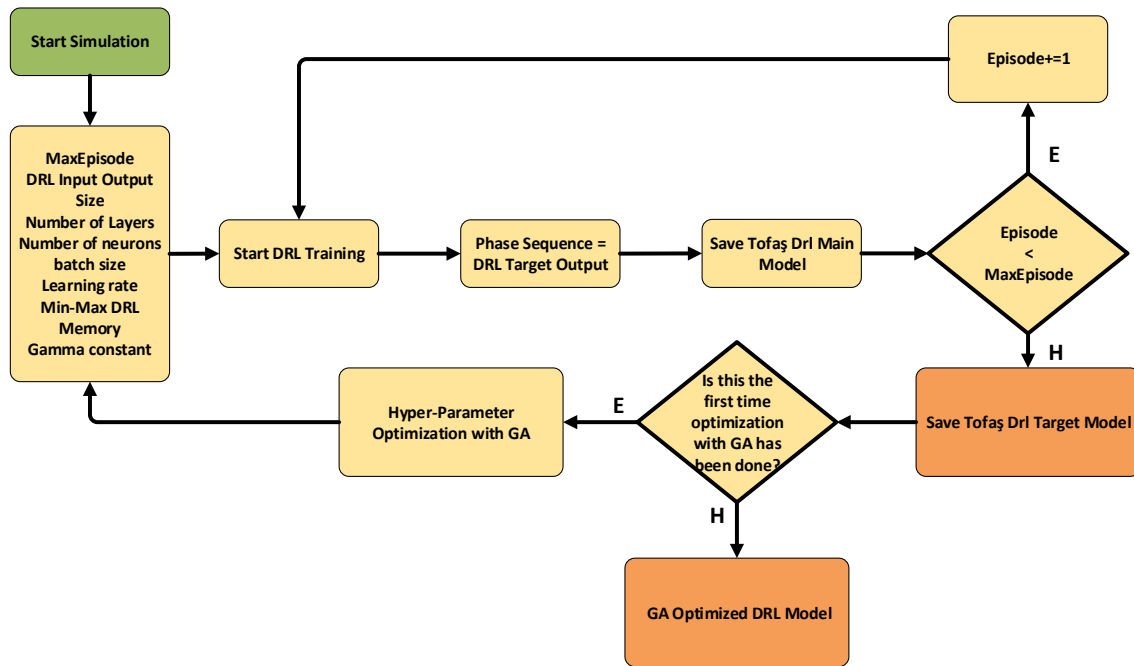 Start Simulation
Episode+=1
E
MaxEpisode
DRL Input Output
Size
Number of Layers
Number of neurons
batch size
Learning rate
Min-Max DRL
Memory
Gamma constant
Start DRL Training
Phase Sequence =
DRL Target Output
Save Tofaş Drl Main
Model
Episode
<
MaxEpisode
H
Save Tofaş Drl Target Model
Is this the
first time
optimization
with GA has
been done?
E
Hyper-Parameter
Optimization with GA
H
GA Optimized DRL Model